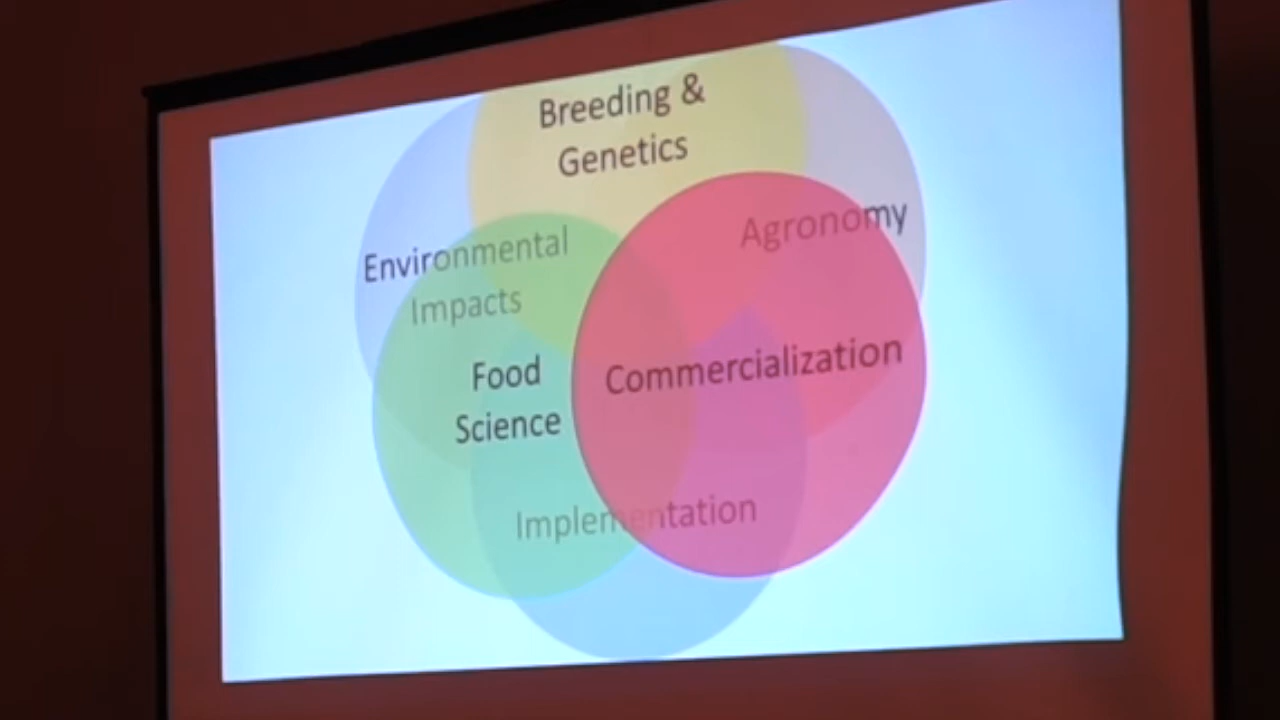 Breeding &
Genetics
Agronomy
Environmental
Impacts
Food
Science
Commercialization
Implementation